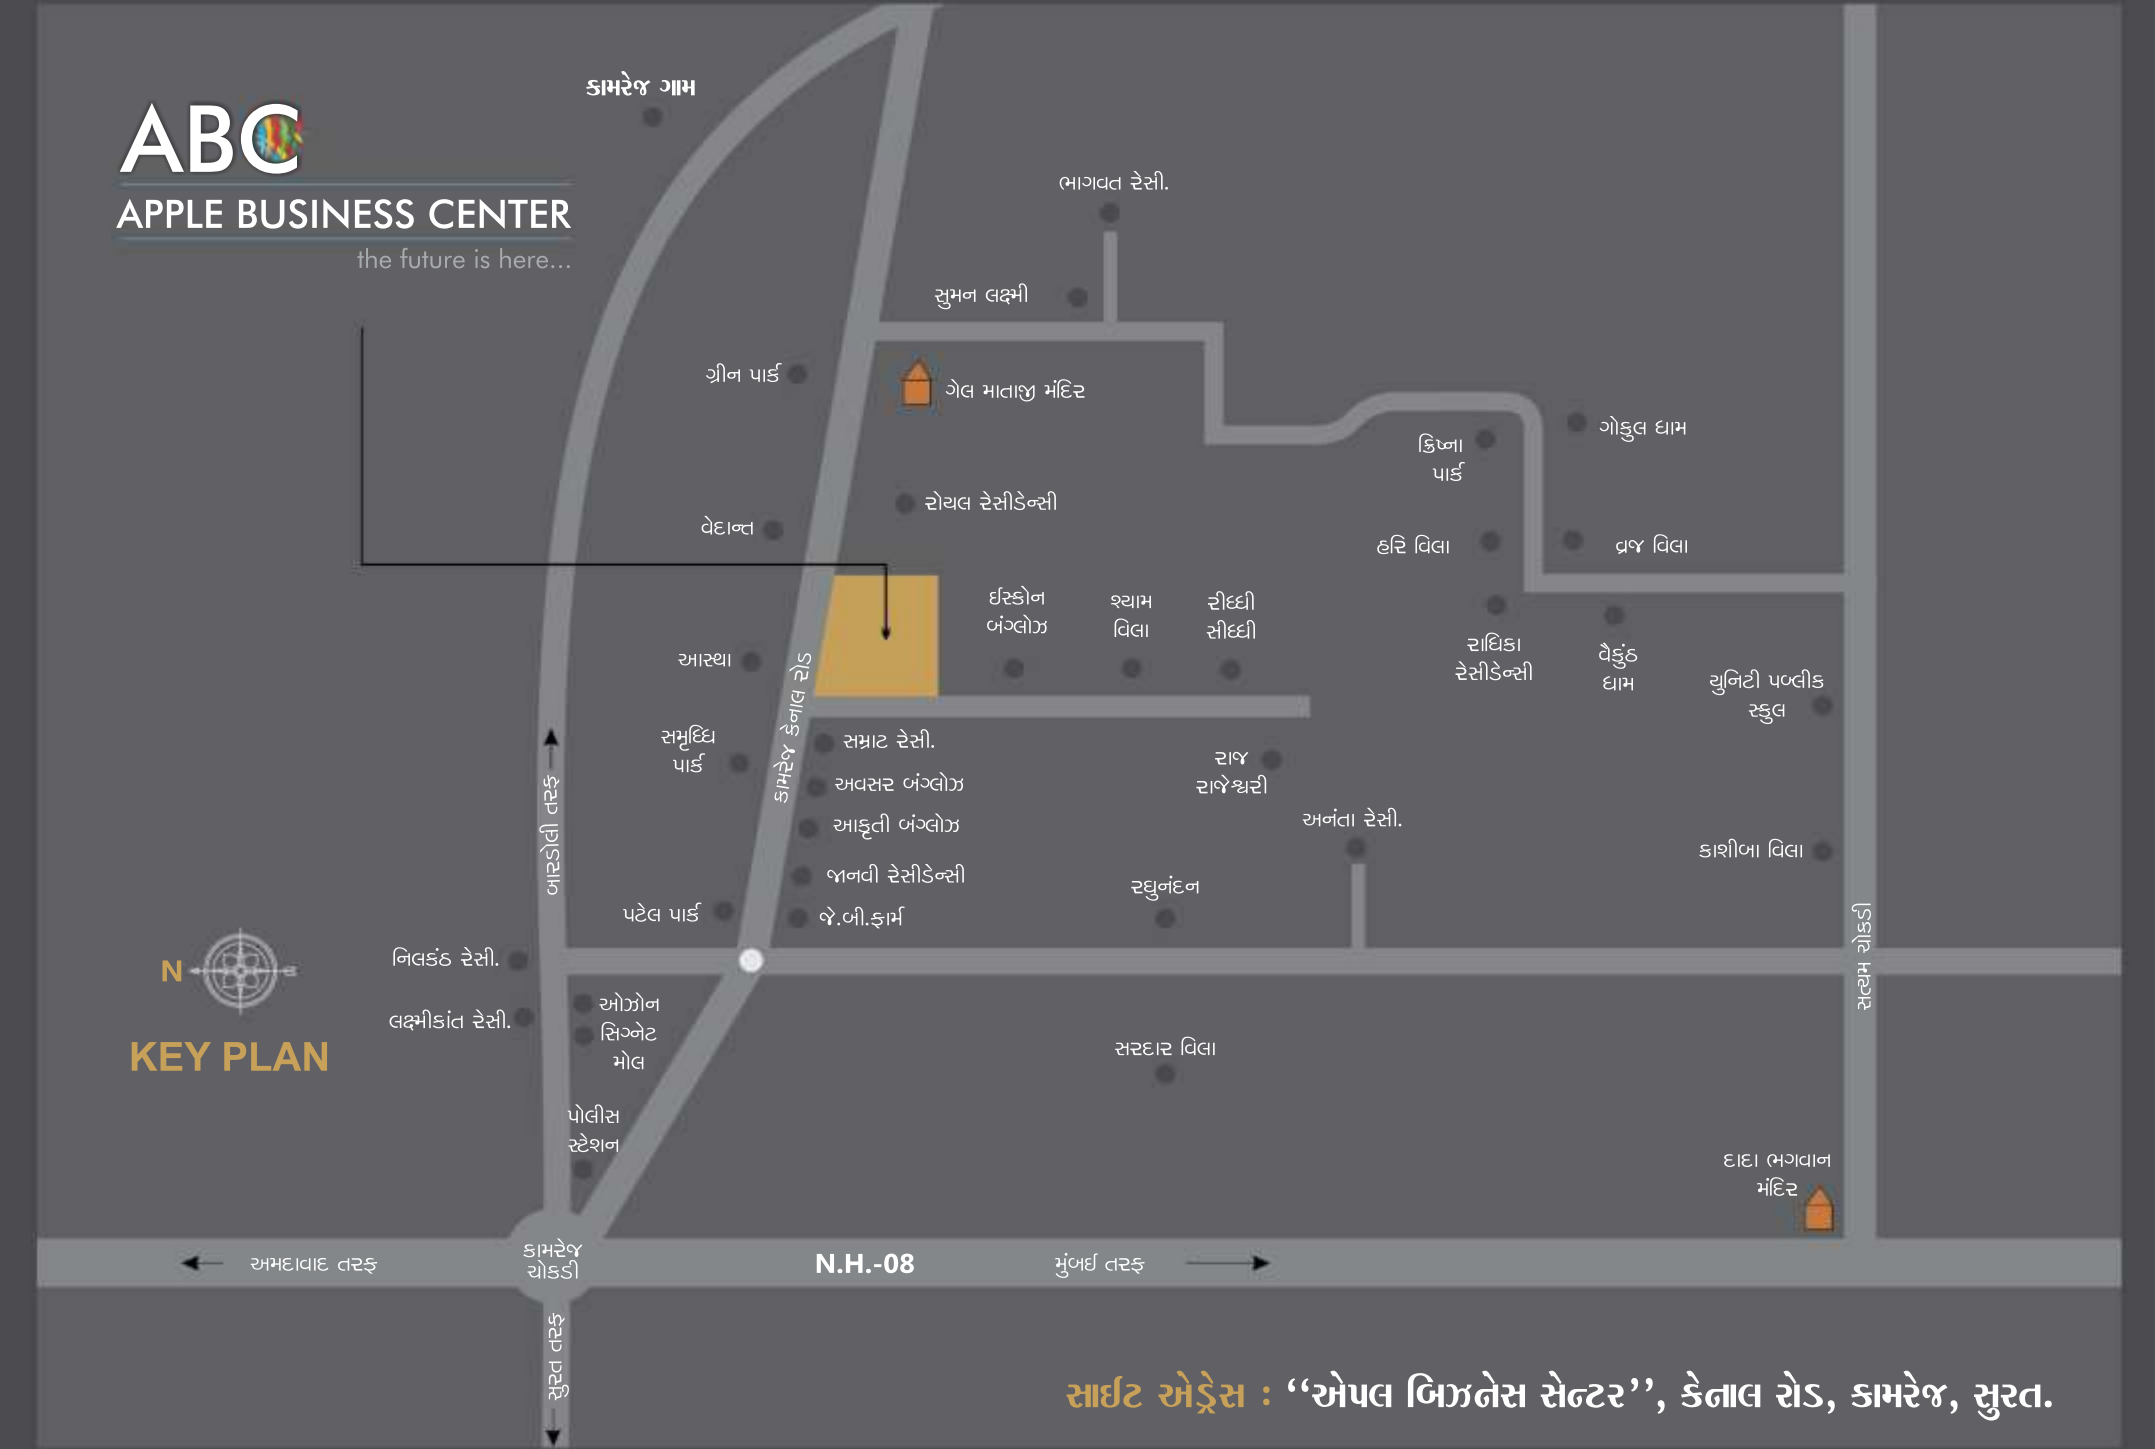 કામરેજ ગામ
ABC
APPLE BUSINESS CENTER
the future is here...
ભાગવત રેસી.
સુમન લક્ષ્મી
ગ્રીન પાર્ક
ગેલ માતાજી મંદિર
ક્રિષ્ના
પાર્ક
ગોકુલ ધામ
રોયલ રેસીડેન્સી
વેદાન્ત
હરિ વિલા
વ્રજ વિલા
ઈસ્કોન
બંગ્લોઝ
શ્યામ
વિલા
રીધ્ધી
સીધ્ધી
રાધિકા
રેસીડેન્સી
વૈકુંઠ
ધામ
યુનિટી પબ્લીક
સ્કુલ
આસ્થા
કામરેજ કેનાલ રોડ
સમૃધ્ધિ
પાર્ક
સમ્રાટ રેસી.
અવસર બંગ્લોઝ
આકૃતી બંગ્લોઝ
જાનવી રેસીડેન્સી
જે.બી.ફાર્મ
રાજ
રાજેશ્વરી
અનંતા રેસી.
કાશીબા વિલા
બારડોલી તરફ
રઘુનંદન
પટેલ પાર્ક
સત્યમ ચોકડી
નિલકંઠ રેસી.
લક્ષ્મીકાંત રેસી.
N
KEY PLAN
ઓઝોન
સિગ્નેટ
મોલ
સરદાર વિલા
પોલીસ
સ્ટેશન
દાદા ભગવાન
મંદિર
અમદાવાદ તરફ
કામરેજ
ચોકડી
N.H.-08
મુંબઈ તરફ
સુરત તરફ
સાઈટ એડ્રેસ : ‘‘એપલ બિઝનેસ સેન્ટર’’, કેનાલ રોડ, કામરેજ, સુરત.